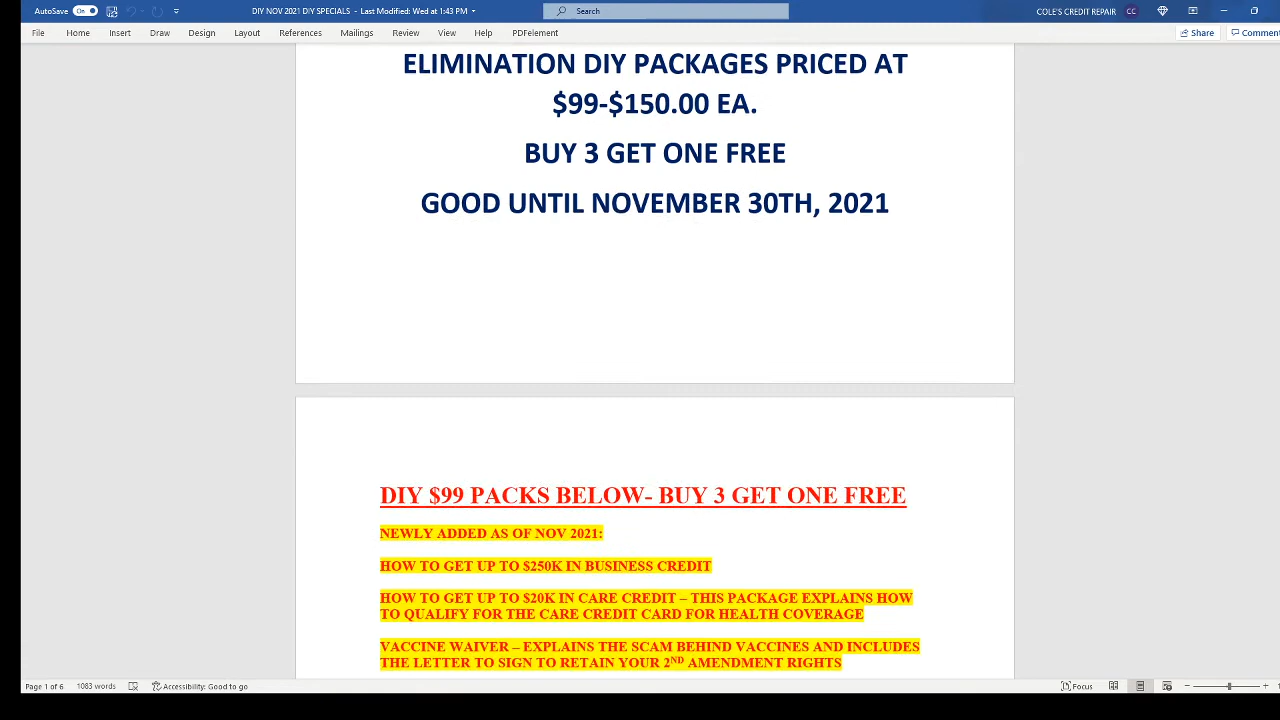 AutoSave On DIY NOV 2021 DIY SPECIALS - Last Modified: Wed at 1:43 PM Search COLE'S CREDIT REPAIR CC
File Home Insert Draw Design Layout References Mailings Review View Help PDFelement Share Comment
ELIMINATION DIY PACKAGES PRICED AT
$99-$150.00 EA.
BUY 3 GET ONE FREE
GOOD UNTIL NOVEMBER 30TH, 2021
DIY $99 PACKS BELOW- BUY 3 GET ONE FREE
NEWLY ADDED AS OF NOV 2021:
HOW TO GET UP TO $250K IN BUSINESS CREDIT
HOW TO GET UP TO $20K IN CARE CREDIT – THIS PACKAGE EXPLAINS HOW
TO QUALIFY FOR THE CARE CREDIT CARD FOR HEALTH COVERAGE
VACCINE WAIVER – EXPLAINS THE SCAM BEHIND VACCINES AND INCLUDES
THE LETTER TO SIGN TO RETAIN YOUR 2ND AMENDMENT RIGHTS
Page 1 of 6 1083 words Accessibility: Good to go Focus